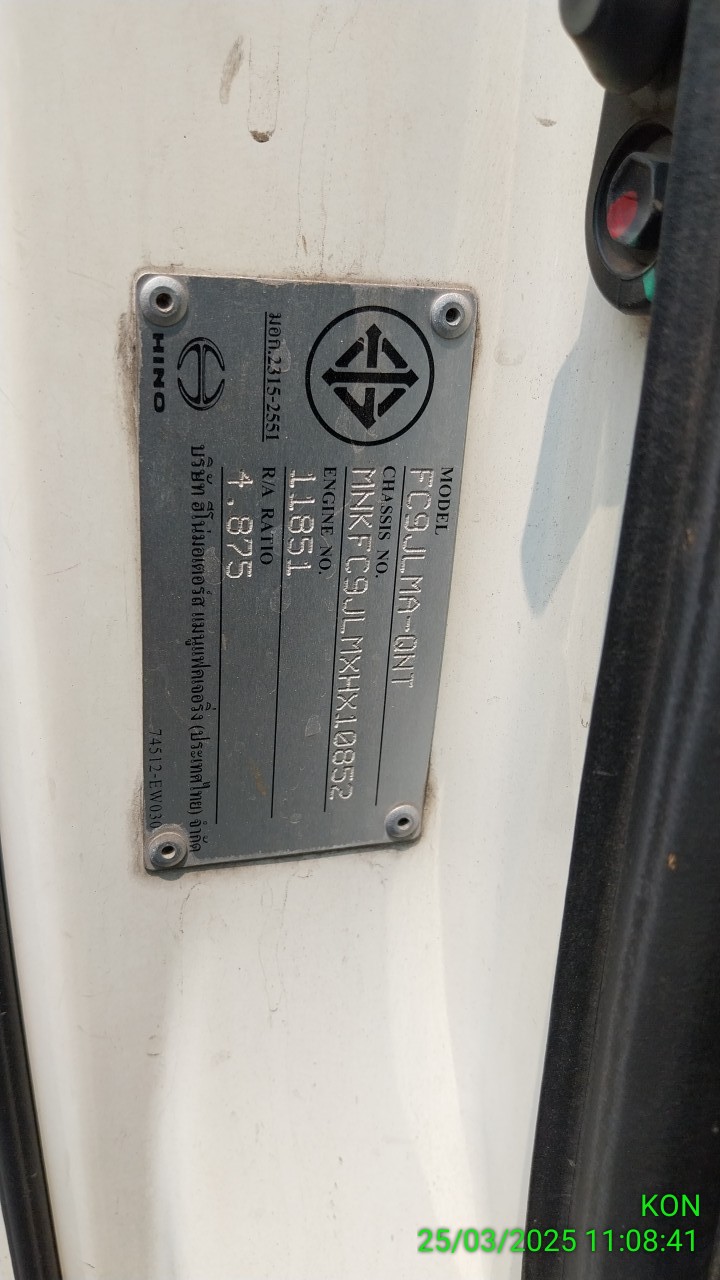 มอก.2315-2551
HINO
MODEL
FC9JLMA-QNT
CHASSIS NO.
MNKFC9JLMXHX10852
ENGINE NO.
11851
R/A RATIO
4.875
บริษัท ฮีโน่มอเตอร์ส แมนูแฟคเจอริ่ง (ประเทศไทย) จำกัด
74512-EW030
KON
25/03/2025 11:08:41